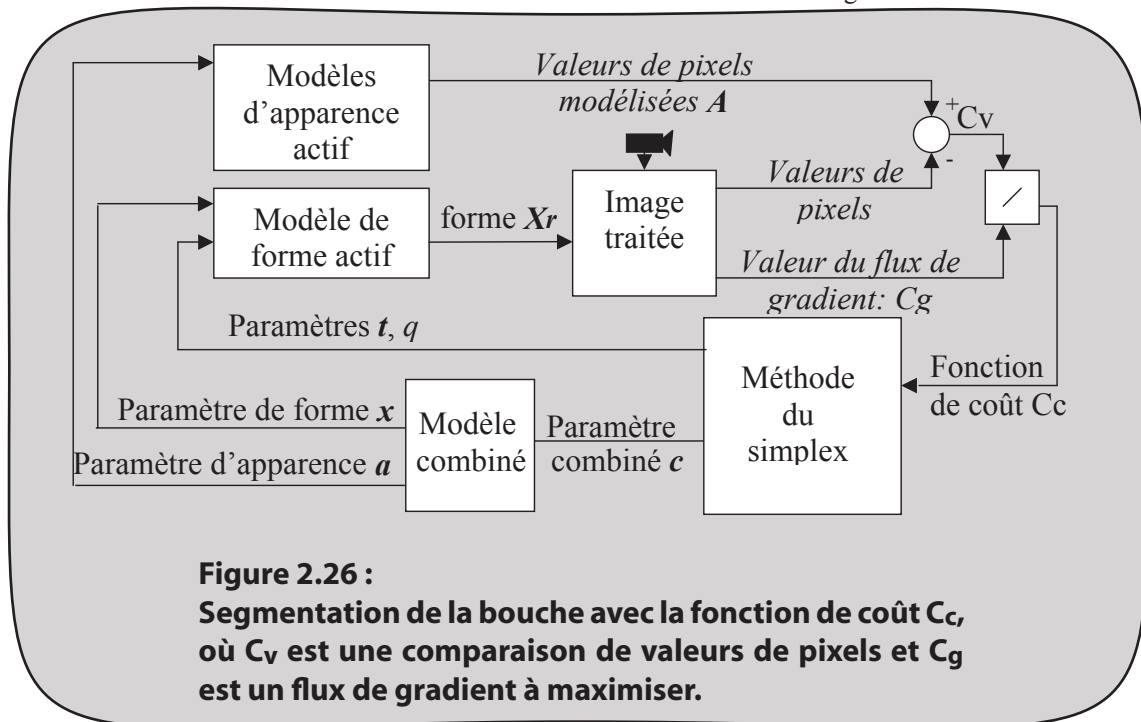 Modèles
d'apparence
actif
Valeurs de pixels
modélisées A
+
Cv
-
Modèle de
forme actif
forme Xr
Image
traitée
Valeurs de
pixels
/
Valeur du flux de
gradient: Cg
Paramètres t, q
Méthode
du
simplex
Fonction
de coût Cc
Paramètre de forme x
Modèle
combiné
Paramètre
combiné c
Paramètre d'apparence a
Figure 2.26 :
Segmentation de la bouche avec la fonction de coût Cc,
où Cv est une comparaison de valeurs de pixels et Cg
est un flux de gradient à maximiser.